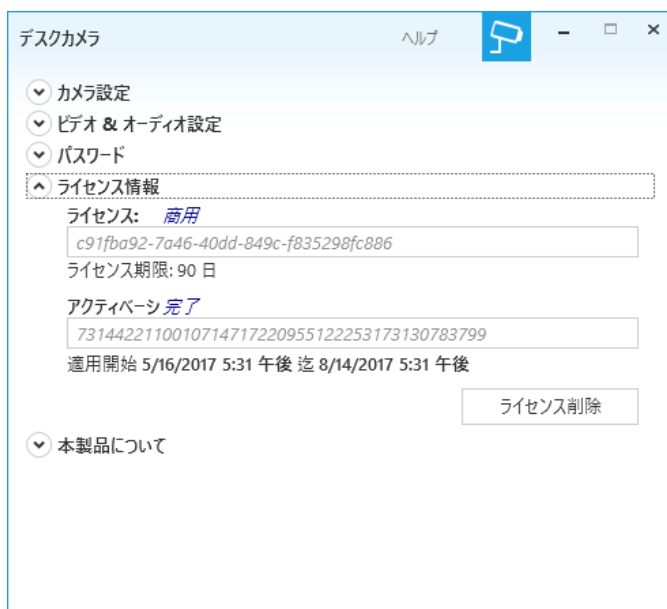 デスクカメラ ヘルプ
カメラ設定
ビデオ & オーディオ設定
パスワード
ライセンス情報
ライセンス: 商用
c91fba92-7a46-40dd-849c-f835298fc886
ライセンス期限: 90 日
アクティベーシ 完了
731442211001071471722095512225317313078379​9
適用開始 5/16/2017 5:31 午後 迄 8/14/2017 5:31 午後
ライセンス削除
本製品について